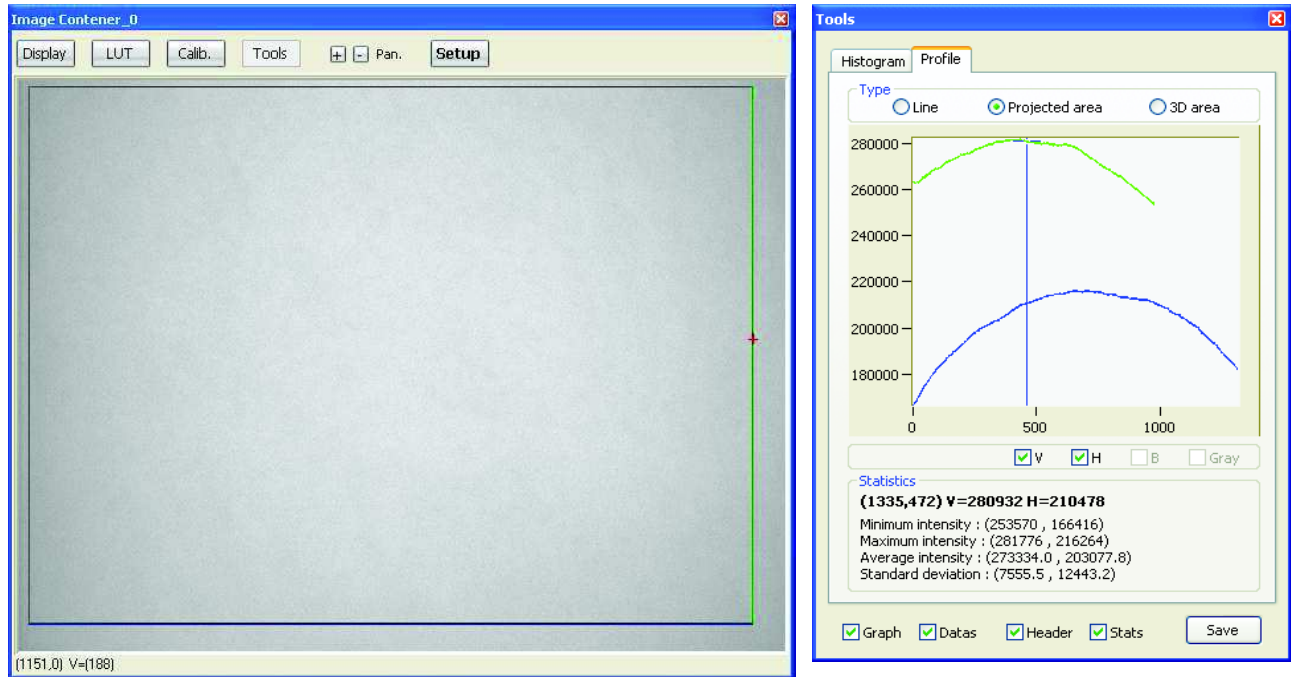 Image Contener_0
Display LUT Calib. Tools + - Pan. Setup
(1151,0) V=(188)
Tools
Histogram Profile
Type
Line Projected area 3D area
280000
260000
240000
220000
200000
180000
0 500 1000
V H B Gray
Statistics
(1335,472) V=280932 H=210478
Minimum intensity : (253570 , 166416)
Maximum intensity : (281776 , 216264)
Average intensity : (273334.0 , 203077.8)
Standard deviation : (7555.5 , 12443.2)
Graph Datas Header Stats Save